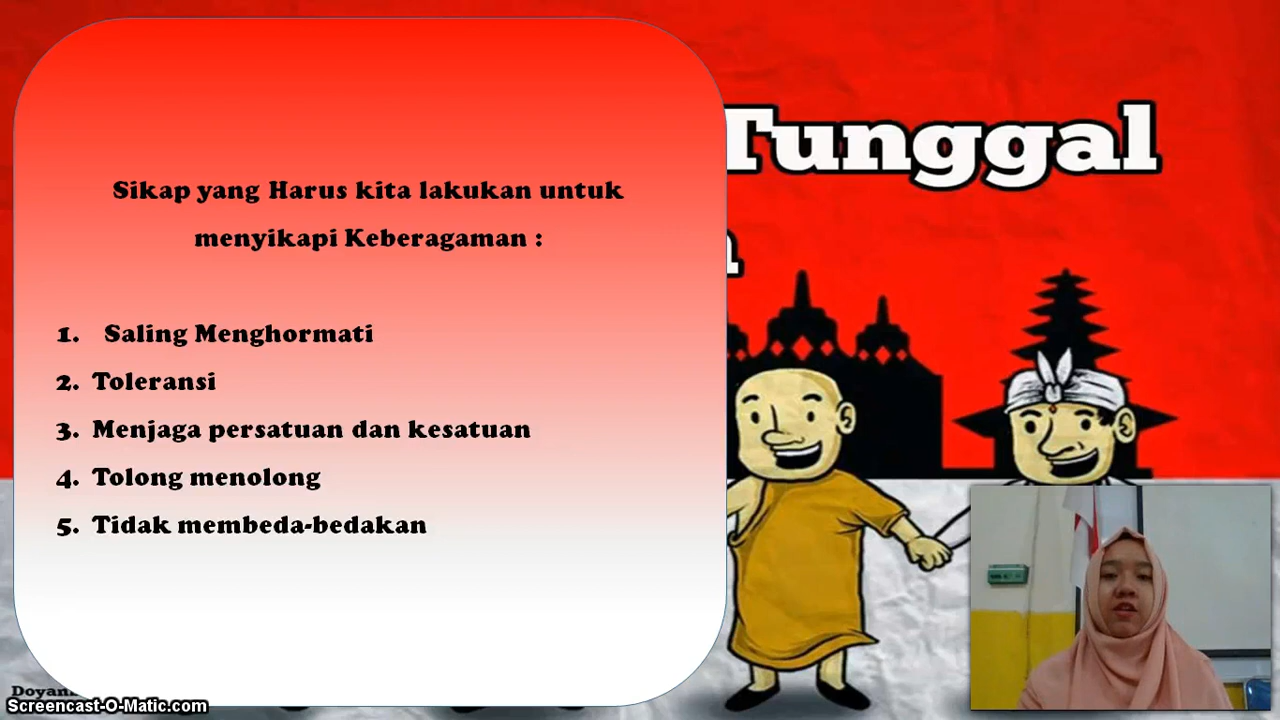 Tunggal
Sikap yang Harus kita lakukan untuk
menyikapi Keberagaman :
1. Saling Menghormati
2. Toleransi
3. Menjaga persatuan dan kesatuan
4. Tolong menolong
5. Tidak membeda-bedakan
Screencast-O-Matic.com